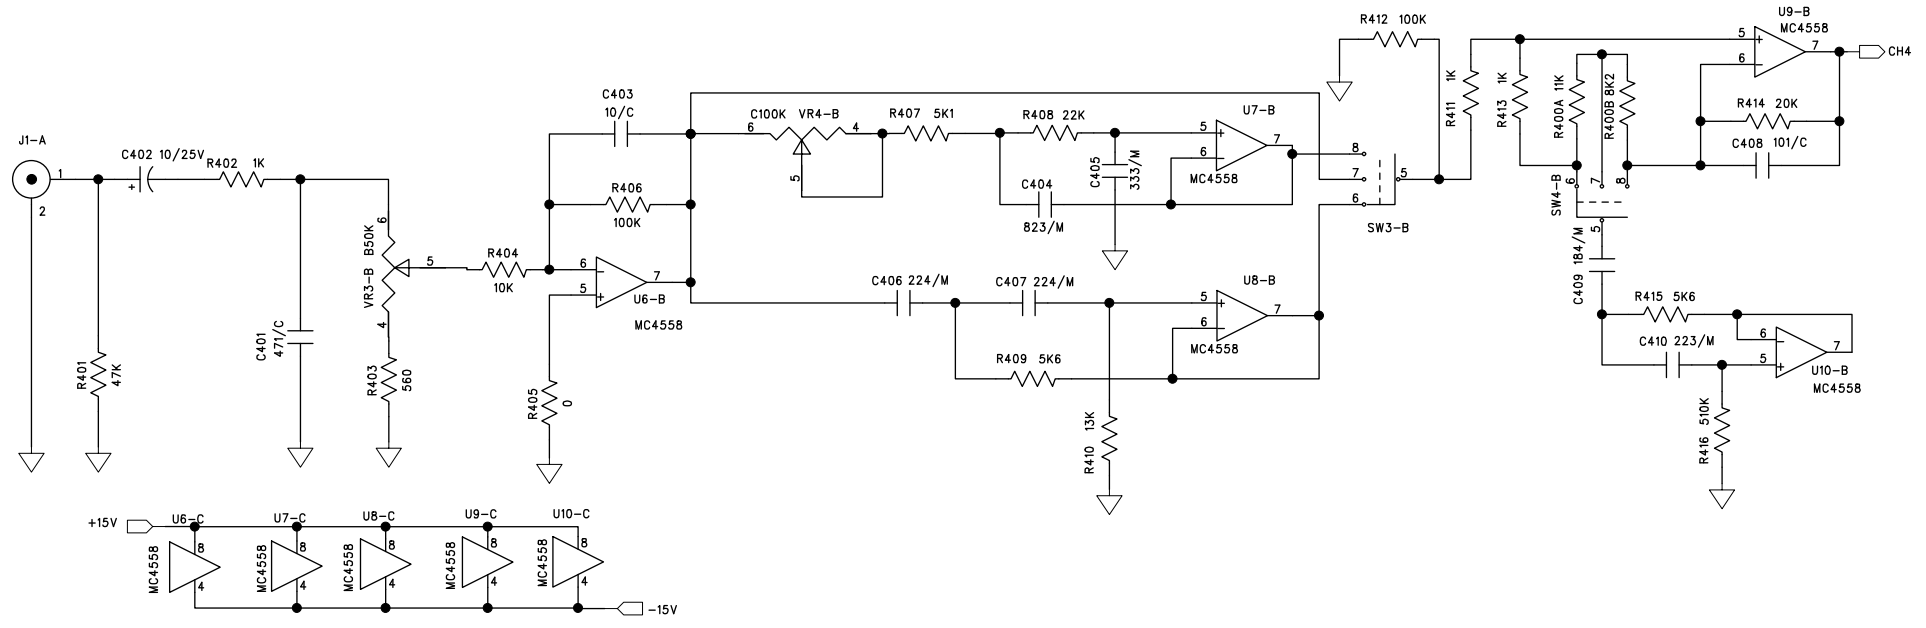 J1-A
1
2
C402 10/25V
+
R402 1K
R401 47K
C401 471/C
6
VR3-B B50K
5
4
R403 560
R404
10K
C403
10/C
R406
100K
6
-
5
+
7
U6-B
MC4558
R405 0
C100K VR4-B
6
4
5
R407 5K1
R408 22K
C405 333/M
C404
823/M
U7-B
5
+
6
-
7
MC4558
C406 224/M
C407 224/M
R409 5K6
R410 13K
U8-B
5
+
6
-
7
MC4558
8
7
6
5
SW3-B
R412 100K
R411 1K
R413 1K
R400A 11K
R400B 8K2
U9-B
MC4558
5
+
6
-
7
CH4
R414 20K
C408 101/C
SW4-B
6
7
8
5
C409 184/M
R415 5K6
C410 223/M
6
-
5
+
7
U10-B
MC4558
R416 510K
+15V
U6-C
U7-C
U8-C
U9-C
U10-C
MC4558
8
4
MC4558
8
4
MC4558
8
4
MC4558
8
4
MC4558
8
4
-15V